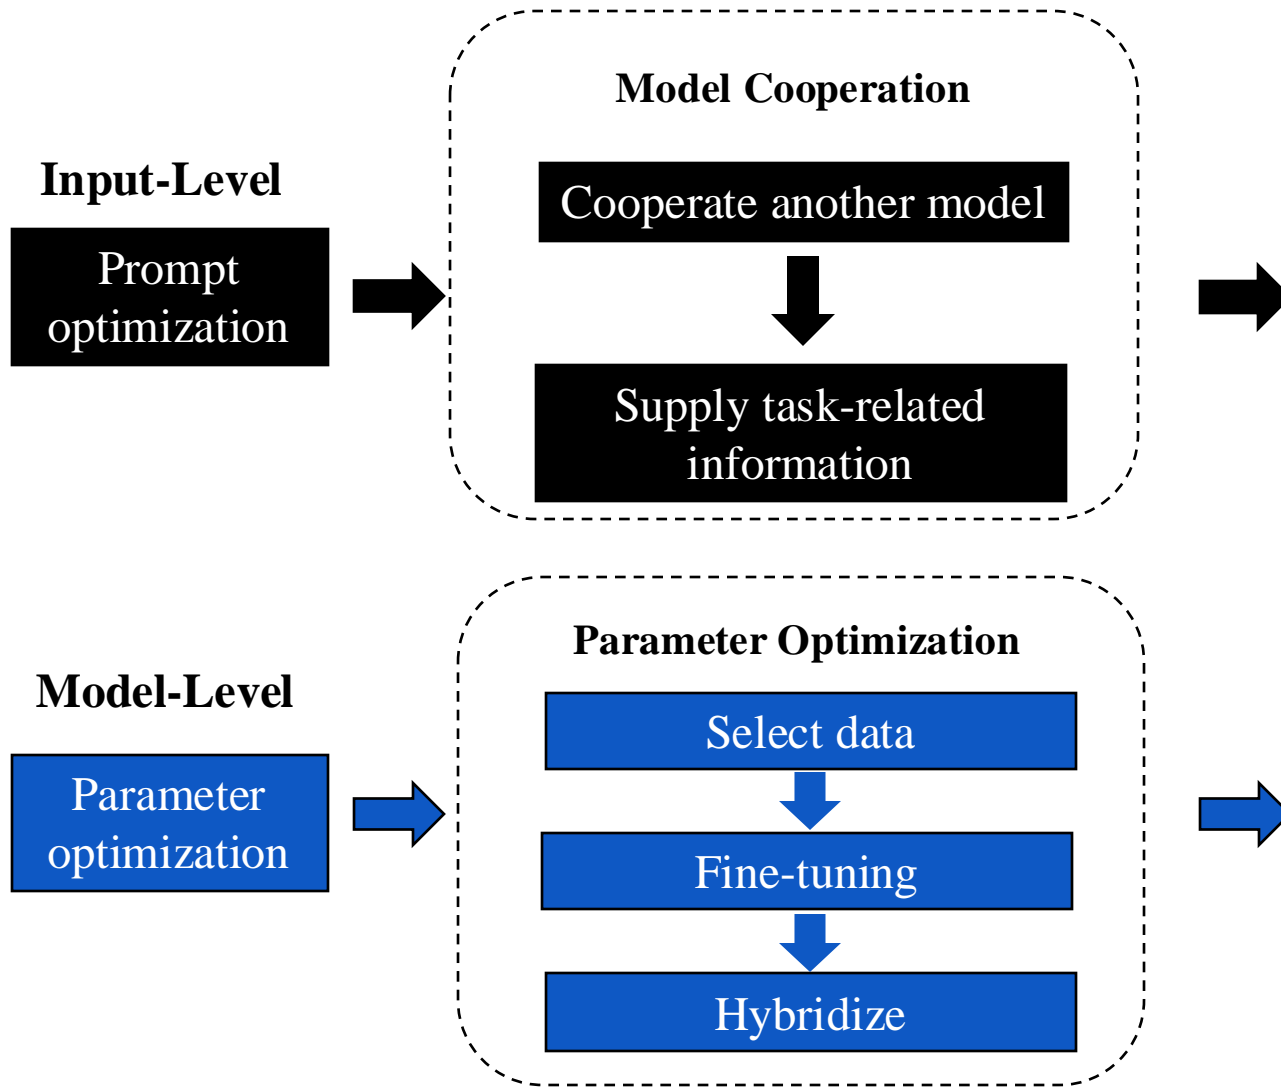 Input-Level
Prompt
optimization
Model Cooperation
Cooperate another model
Supply task-related
information
Model-Level
Parameter
optimization
Parameter Optimization
Select data
Fine-tuning
Hybridize